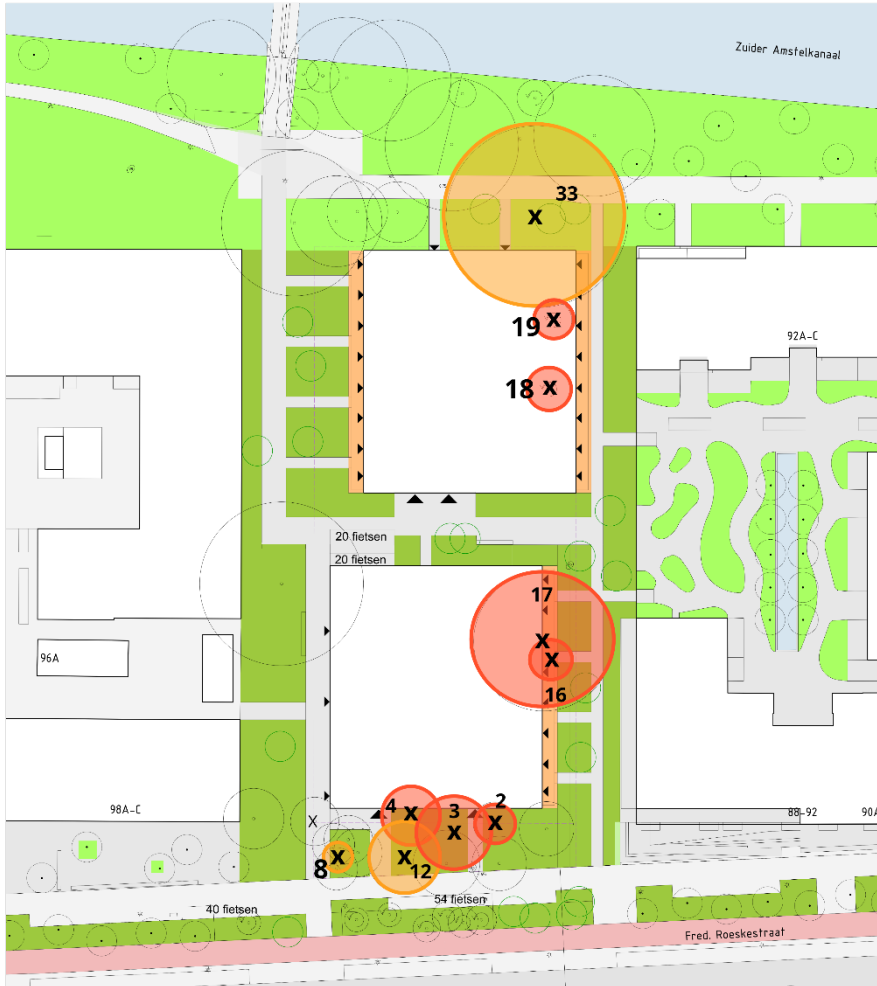 Zuider Amstelkanaal
33
x
x
19
92A-C
x
18
20 fietsen
20 fietsen
17
x
x
96A
16
2
4
3
98A-C
x
88-92
90A
X
x
x
x
x
8
12
54 fietsen
40 fietsen
Fred. Roeskestraat